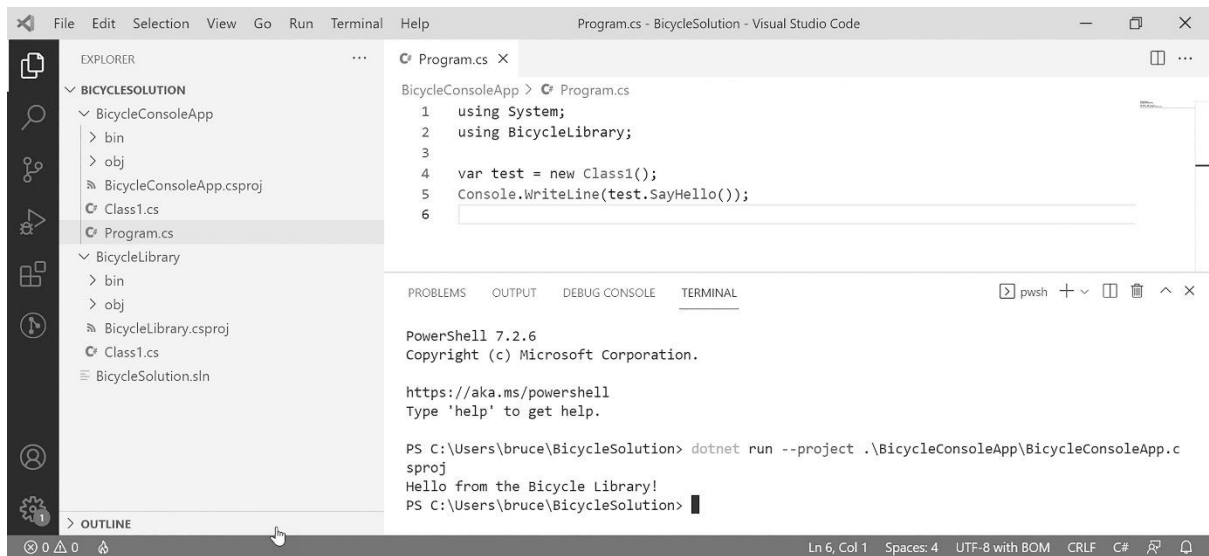 File Edit Selection View Go Run Terminal Help Program.cs - BicycleSolution - Visual Studio Code
EXPLORER
BICYCLESOLUTION
BicycleConsoleApp
bin
obj
BicycleConsoleApp.csproj
Class1.cs
Program.cs
BicycleLibrary
bin
obj
BicycleLibrary.csproj
Class1.cs
BicycleSolution.sln
OUTLINE
Program.cs
BicycleConsoleApp > Program.cs
1 using System;
2 using BicycleLibrary;
3
4 var test = new Class1();
5 Console.WriteLine(test.SayHello());
6
PROBLEMS OUTPUT DEBUG CONSOLE TERMINAL pwsh
PowerShell 7.2.6
Copyright (c) Microsoft Corporation.
https://aka.ms/powershell
Type 'help' to get help.
PS C:\Users\bruce\BicycleSolution> dotnet run --project .\BicycleConsoleApp\BicycleConsoleApp.c
sproj
Hello from the Bicycle Library!
PS C:\Users\bruce\BicycleSolution>
1
0 0 Ln 6, Col 1 Spaces: 4 UTF-8 with BOM CRLF C#